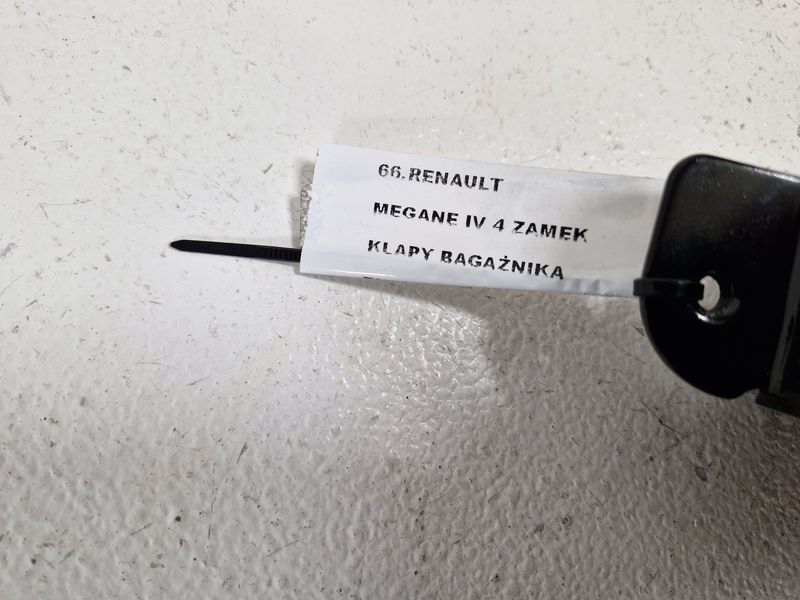 66.RENAULT
MEGANE IV 4 ZAMEK
KLAPY BAGAŻNIKA